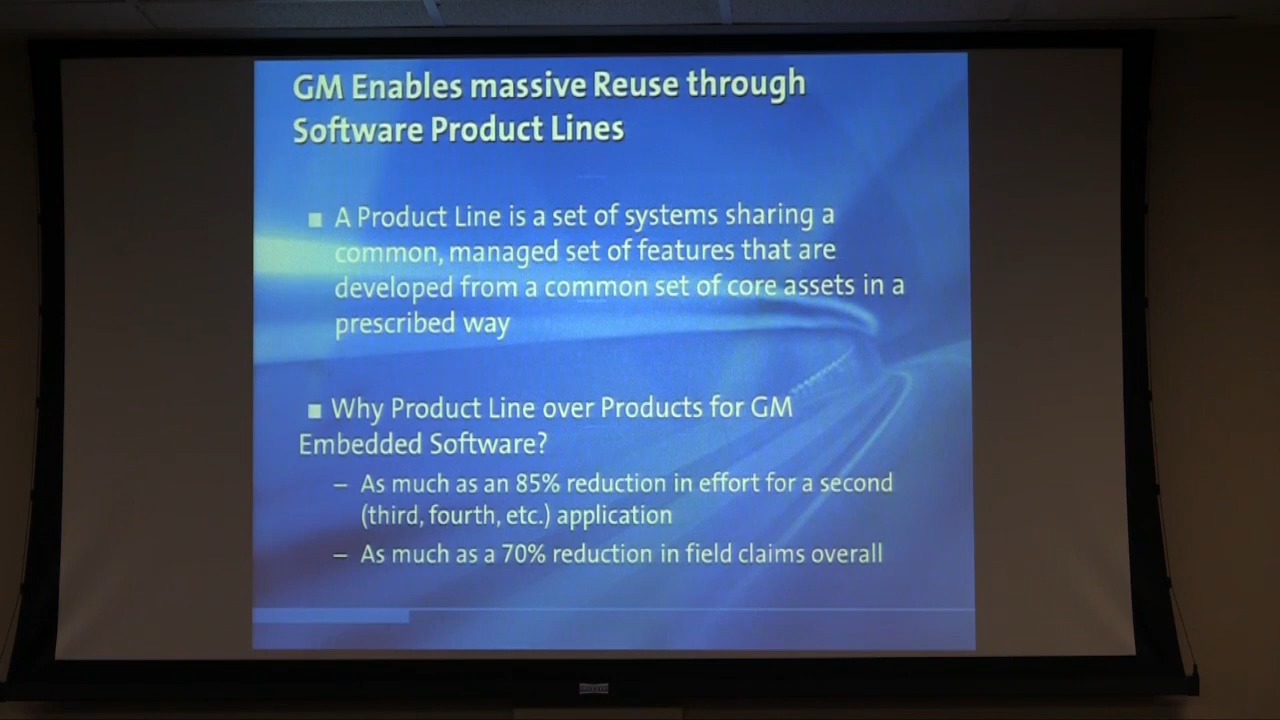 GM Enables massive Reuse through
Software Product Lines
■ A Product Line is a set of systems sharing a
common, managed set of features that are
developed from a common set of core assets in a
prescribed way
■ Why Product Line over Products for GM
Embedded Software?
– As much as an 85% reduction in effort for a second
(third, fourth, etc.) application
– As much as a 70% reduction in field claims overall